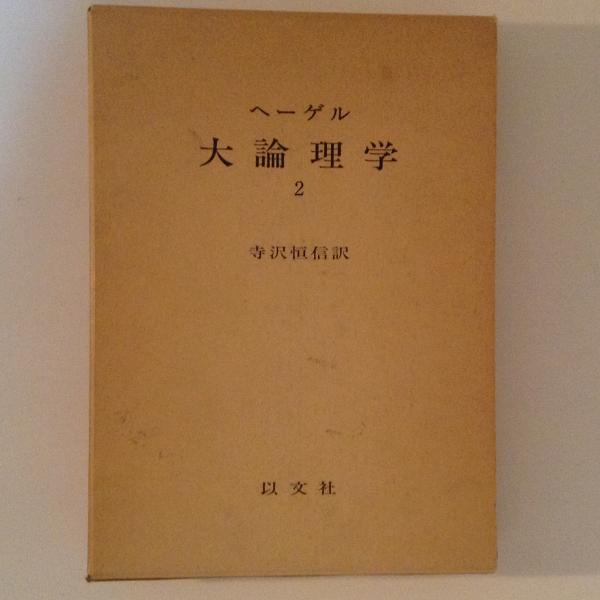 ヘーゲル
大論理学
2
寺沢恒信訳
以文社